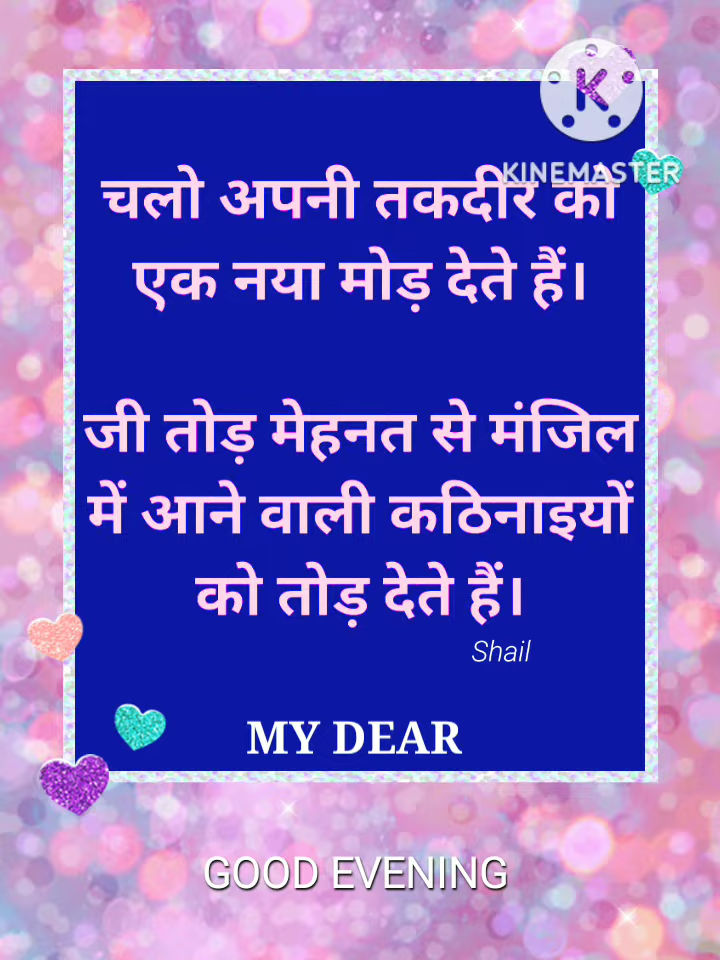 KINEMASTER
चलो अपनी तकदीर को
एक नया मोड़ देते हैं।
जी तोड़ मेहनत से मंजिल
में आने वाली कठिनाइयों
को तोड़ देते हैं।
Shail
MY DEAR
GOOD EVENING